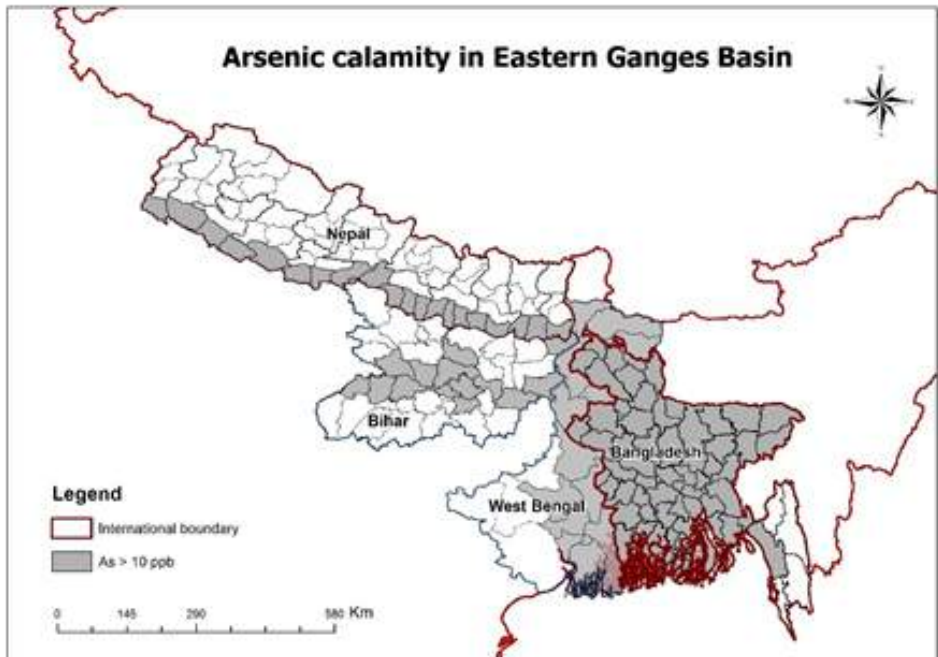 Arsenic calamity in Eastern Ganges Basin
Nepal
Bihar
Bangladesh
West Bengal
Legend
International boundary
As > 10 ppb
0 145 290 580 Km